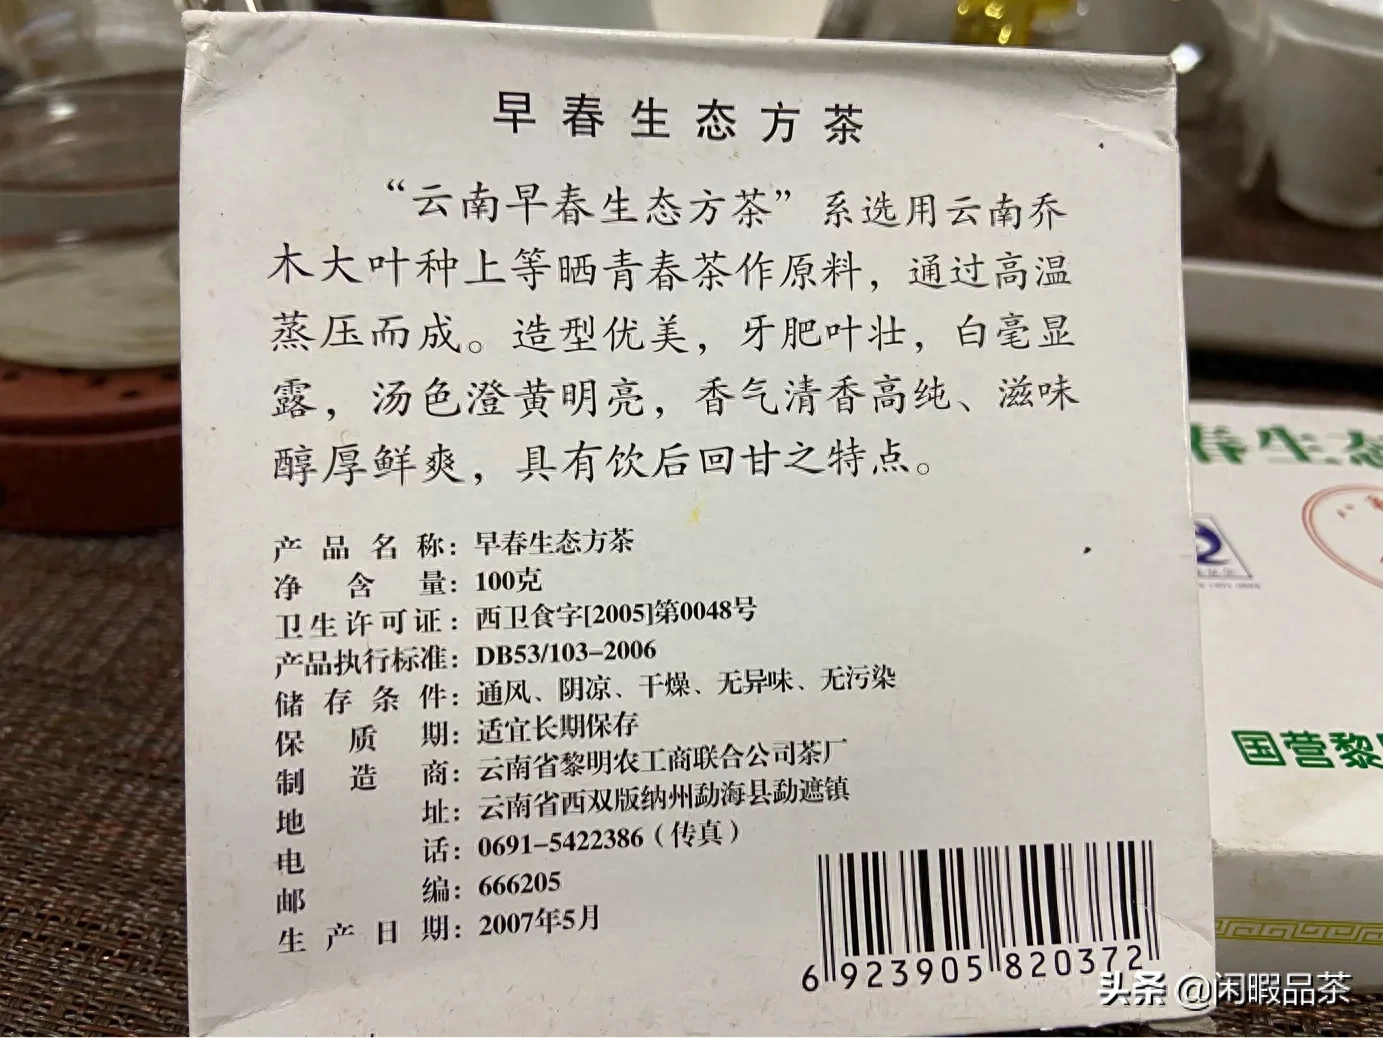 早春生态方茶
“云南早春生态方茶”系选用云南乔
木大叶种上等晒青春茶作原料，通过高温
蒸压而成。造型优美，牙肥叶壮，白毫显
露，汤色澄黄明亮，香气清香高纯、滋味
醇厚鲜爽，具有饮后回甘之特点。
产品名称：早春生态方茶
净含量：100克
卫生许可证：西卫食字[2005]第0048号
产品执行标准：DB53/103-2006
储存条件：通风、阴凉、干燥、无异味、无污染
保质期：适宜长期保存
制造商：云南省黎明农工商联合公司茶厂
地址：云南省西双版纳州勐海县勐遮镇
电话：0691-5422386（传真）
邮编：666205
生产日期：2007年5月
6 923905 820372
春生态
八
国营黎
头条 @闲暇品茶